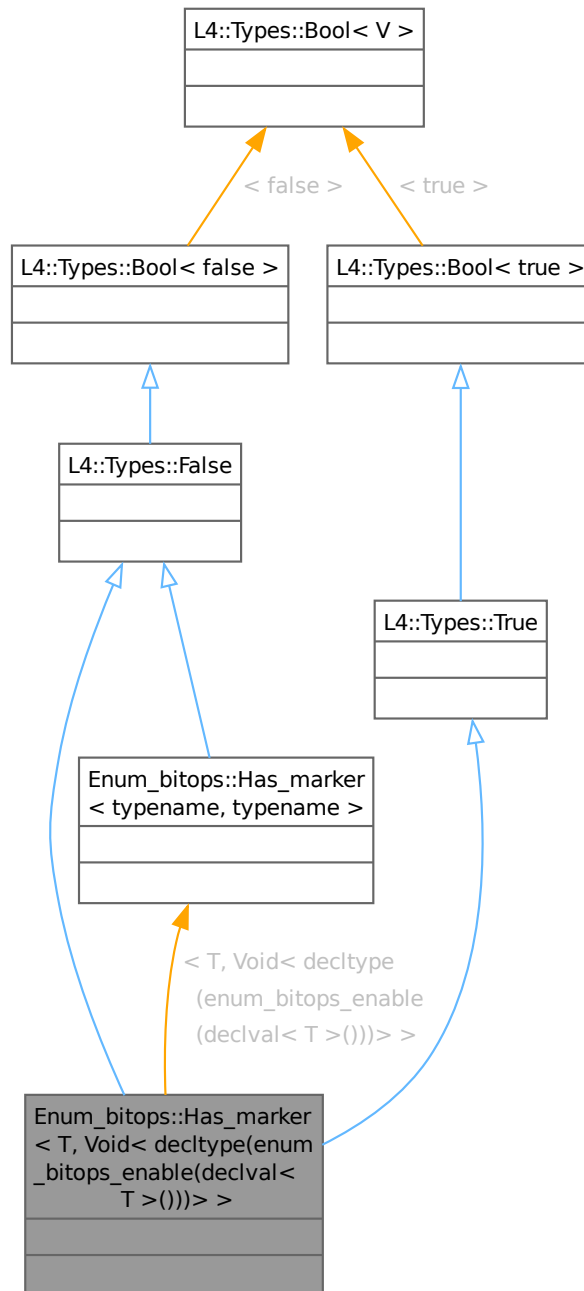 L4::Types::Bool< V >
< false >
< true >
L4::Types::Bool< false >
L4::Types::Bool< true >
L4::Types::False
L4::Types::True
Enum_bitops::Has_marker
< typename, typename >
< T, Void< decltype
(enum_bitops_enable
(declval< T >()))> >
Enum_bitops::Has_marker
< T, Void< decltype(enum
_bitops_enable(declval<
T >()))> >